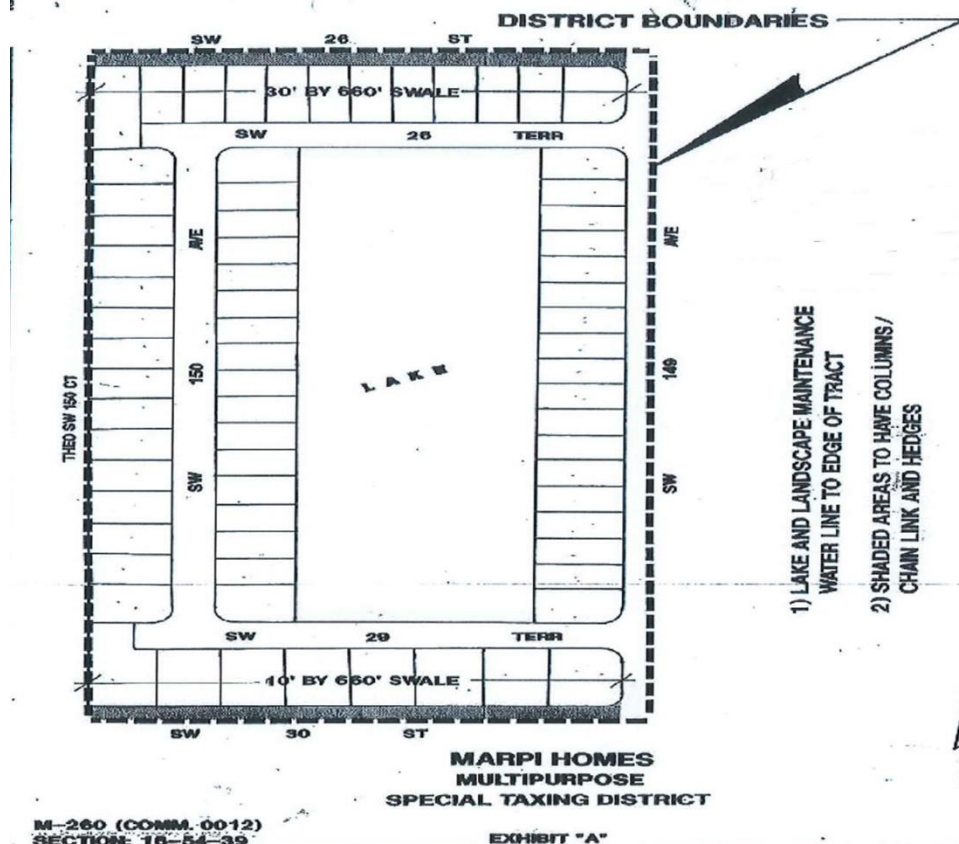 DISTRICT BOUNDARIES
SW 26 ST
30' BY 660' SWALE
SW 26 TERR
SW 150 AVE
LAKE
SW 149 AVE
THEO SW 150 CT
SW 29 TERR
10' BY 660' SWALE
SW 30 ST
1) LAKE AND LANDSCAPE MAINTENANCE
WATER LINE TO EDGE OF TRACT
2) SHADED AREAS TO HAVE COLUMNS/
CHAIN LINK AND HEDGES
MARPI HOMES
MULTIPURPOSE
SPECIAL TAXING DISTRICT
M-260 (COMM. 0012)
SECTION: 16-54-39
EXHIBIT "A"